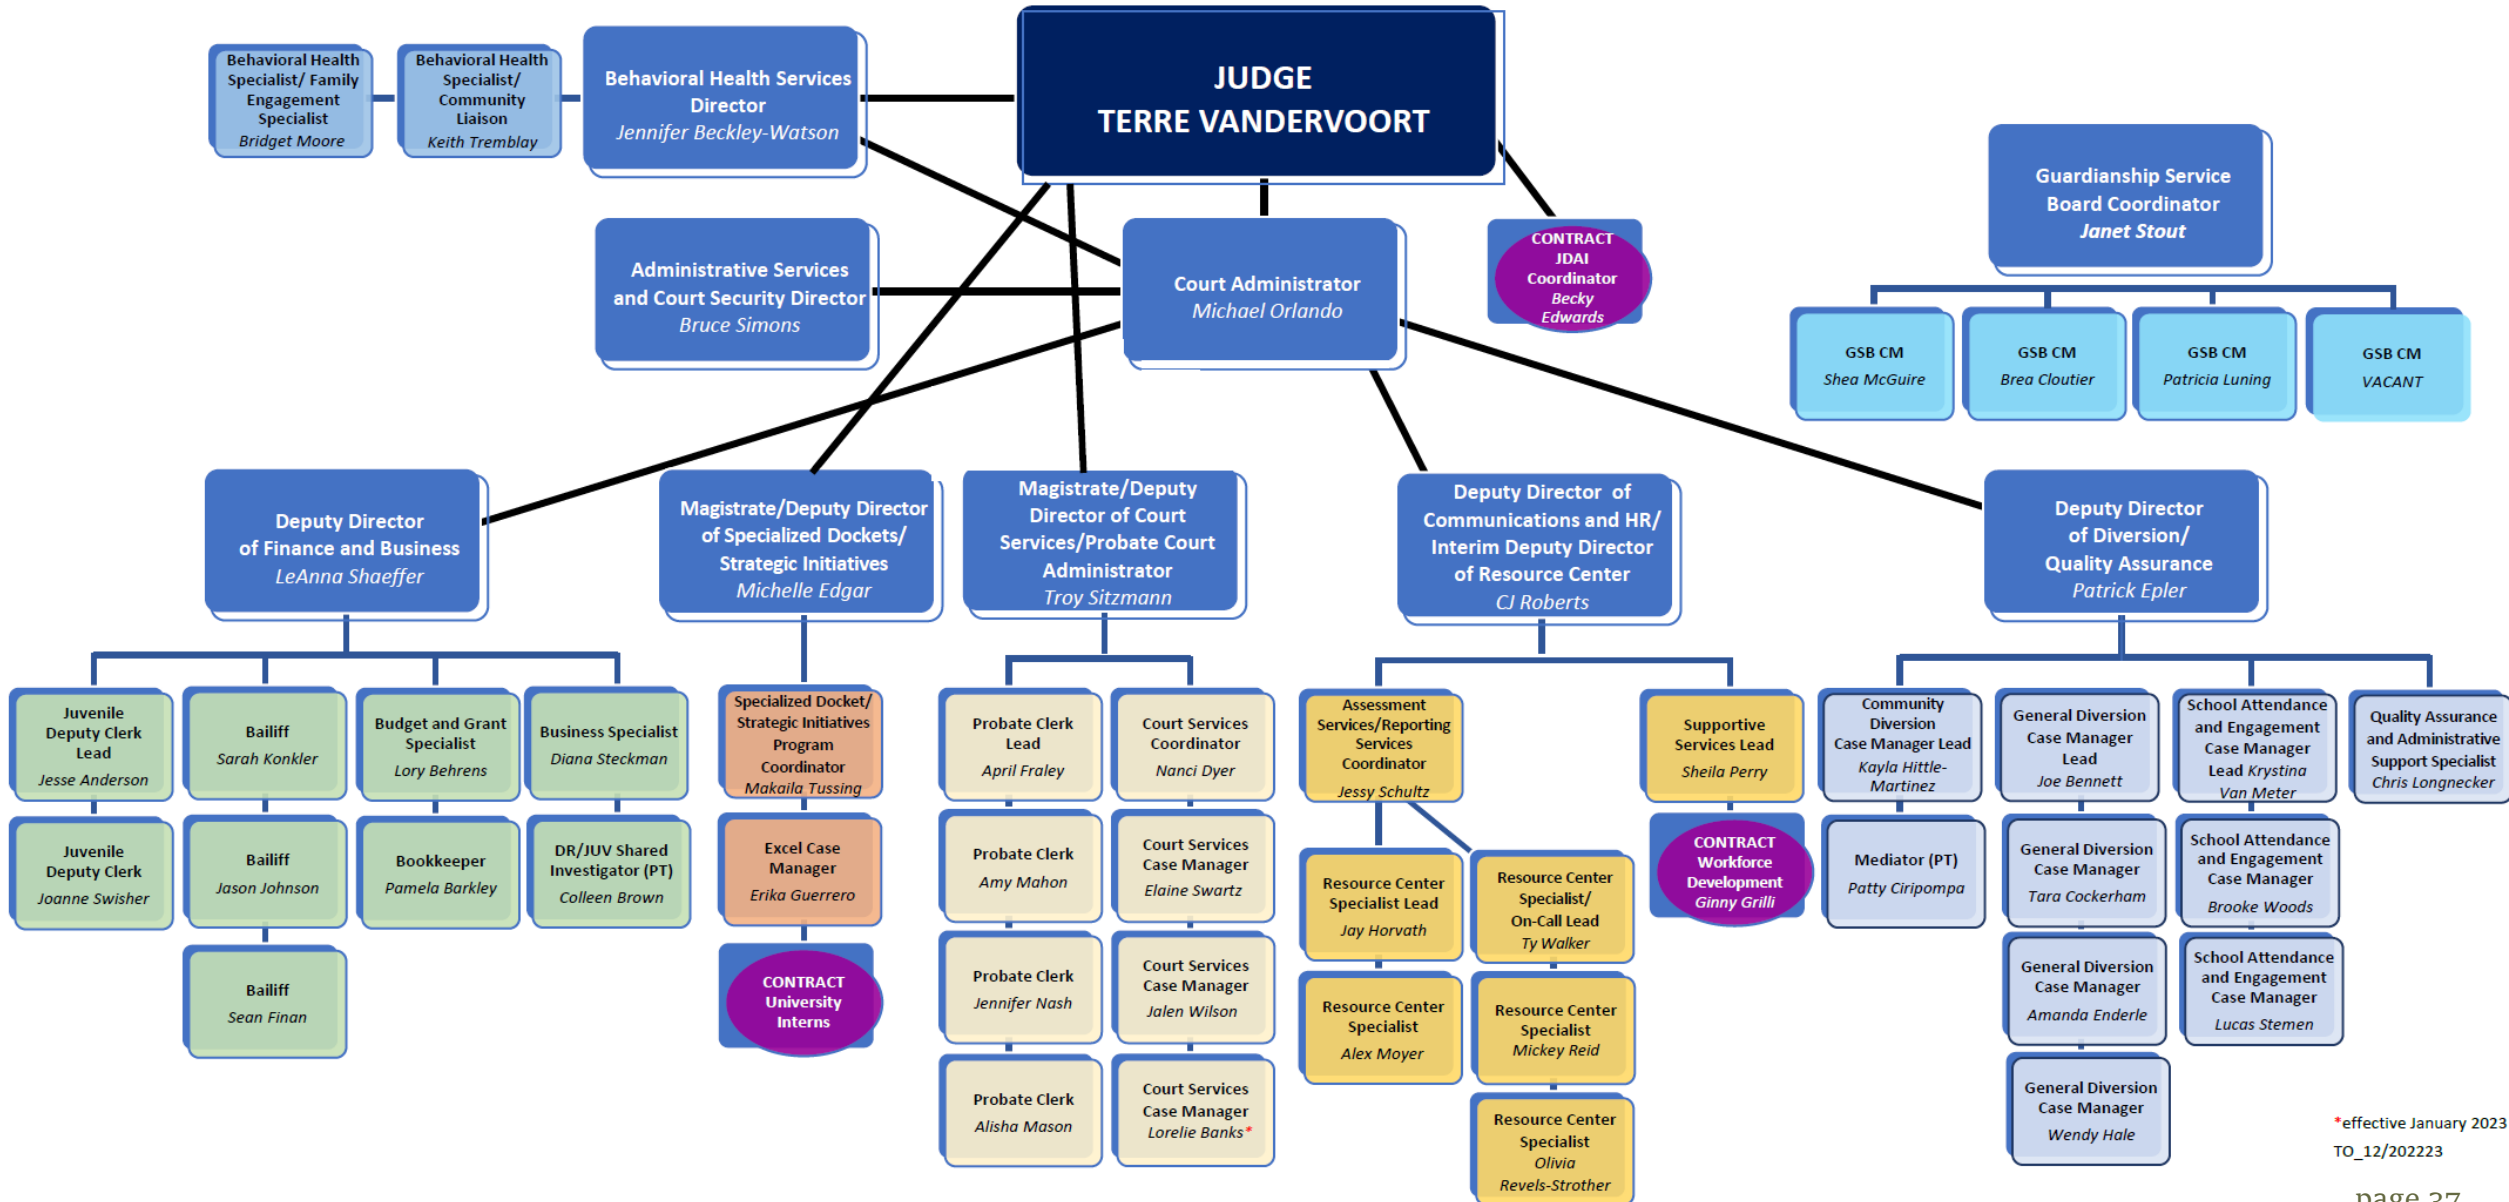 JUDGE
TERRE VANDERVOORT
Behavioral Health
Specialist/ Family
Engagement
Specialist
Bridget Moore
Behavioral Health
Specialist/
Community
Liaison
Keith Tremblay
Behavioral Health Services
Director
Jennifer Beckley-Watson
Administrative Services
and Court Security Director
Bruce Simons
Court Administrator
Michael Orlando
CONTRACT
JDAI
Coordinator
Becky
Edwards
Guardianship Service
Board Coordinator
Janet Stout
GSB CM
Shea McGuire
GSB CM
Brea Cloutier
GSB CM
Patricia Luning
GSB CM
VACANT
Deputy Director
of Finance and Business
LeAnna Shaeffer
Magistrate/Deputy Director
of Specialized Dockets/
Strategic Initiatives
Michelle Edgar
Magistrate/Deputy
Director of Court
Services/Probate Court
Administrator
Troy Sitzmann
Deputy Director of
Communications and HR/
Interim Deputy Director
of Resource Center
CJ Roberts
Deputy Director
of Diversion/
Quality Assurance
Patrick Epler
Juvenile
Deputy Clerk
Lead
Jesse Anderson
Juvenile
Deputy Clerk
Joanne Swisher
Bailiff
Sarah Konkler
Bailiff
Jason Johnson
Bailiff
Sean Finan
Budget and Grant
Specialist
Lory Behrens
Bookkeeper
Pamela Barkley
Business Specialist
Diana Steckman
DR/JUV Shared
Investigator (PT)
Colleen Brown
Specialized Docket/
Strategic Initiatives
Program
Coordinator
Makaila Tussing
Excel Case
Manager
Erika Guerrero
CONTRACT
University
Interns
Probate Clerk
Lead
April Fraley
Probate Clerk
Amy Mahon
Probate Clerk
Jennifer Nash
Probate Clerk
Alisha Mason
Court Services
Coordinator
Nanci Dyer
Court Services
Case Manager
Elaine Swartz
Court Services
Case Manager
Jalen Wilson
Court Services
Case Manager
Lorelie Banks*
Assessment
Services/Reporting
Services
Coordinator
Jessy Schultz
Resource Center
Specialist Lead
Jay Horvath
Resource Center
Specialist
Alex Moyer
Resource Center
Specialist/
On-Call Lead
Ty Walker
Resource Center
Specialist
Mickey Reid
Resource Center
Specialist
Olivia
Revels-Strother
Supportive
Services Lead
Sheila Perry
CONTRACT
Workforce
Development
Ginny Grilli
Community
Diversion
Case Manager Lead
Kayla Hittle-
Martinez
Mediator (PT)
Patty Ciripompa
General Diversion
Case Manager
Lead
Joe Bennett
General Diversion
Case Manager
Tara Cockerham
General Diversion
Case Manager
Amanda Enderle
General Diversion
Case Manager
Wendy Hale
School Attendance
and Engagement
Case Manager
Lead Krystina
Van Meter
School Attendance
and Engagement
Case Manager
Brooke Woods
School Attendance
and Engagement
Case Manager
Lucas Stemen
Quality Assurance
and Administrative
Support Specialist
Chris Longnecker
*effective January 2023
TO_12/202223
page 37